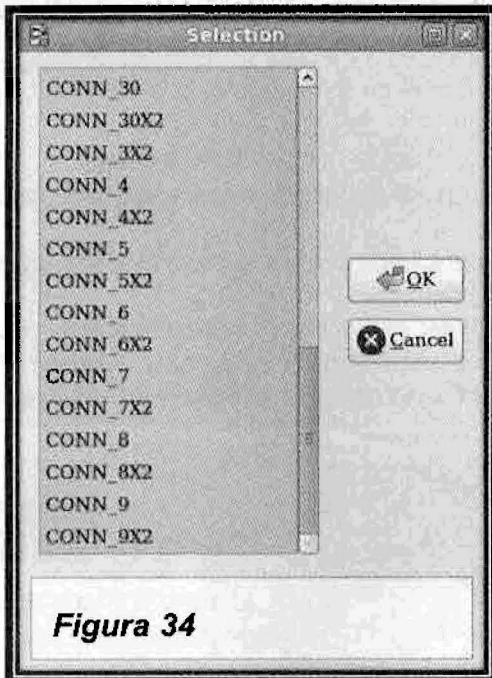 Selection
CONN_30
CONN_30X2
CONN_3X2
CONN_4
CONN_4X2
CONN_5
CONN_5X2
CONN_6
CONN_6X2
CONN_7
CONN_7X2
CONN_8
CONN_8X2
CONN_9
CONN_9X2
OK
Cancel
Figura 34